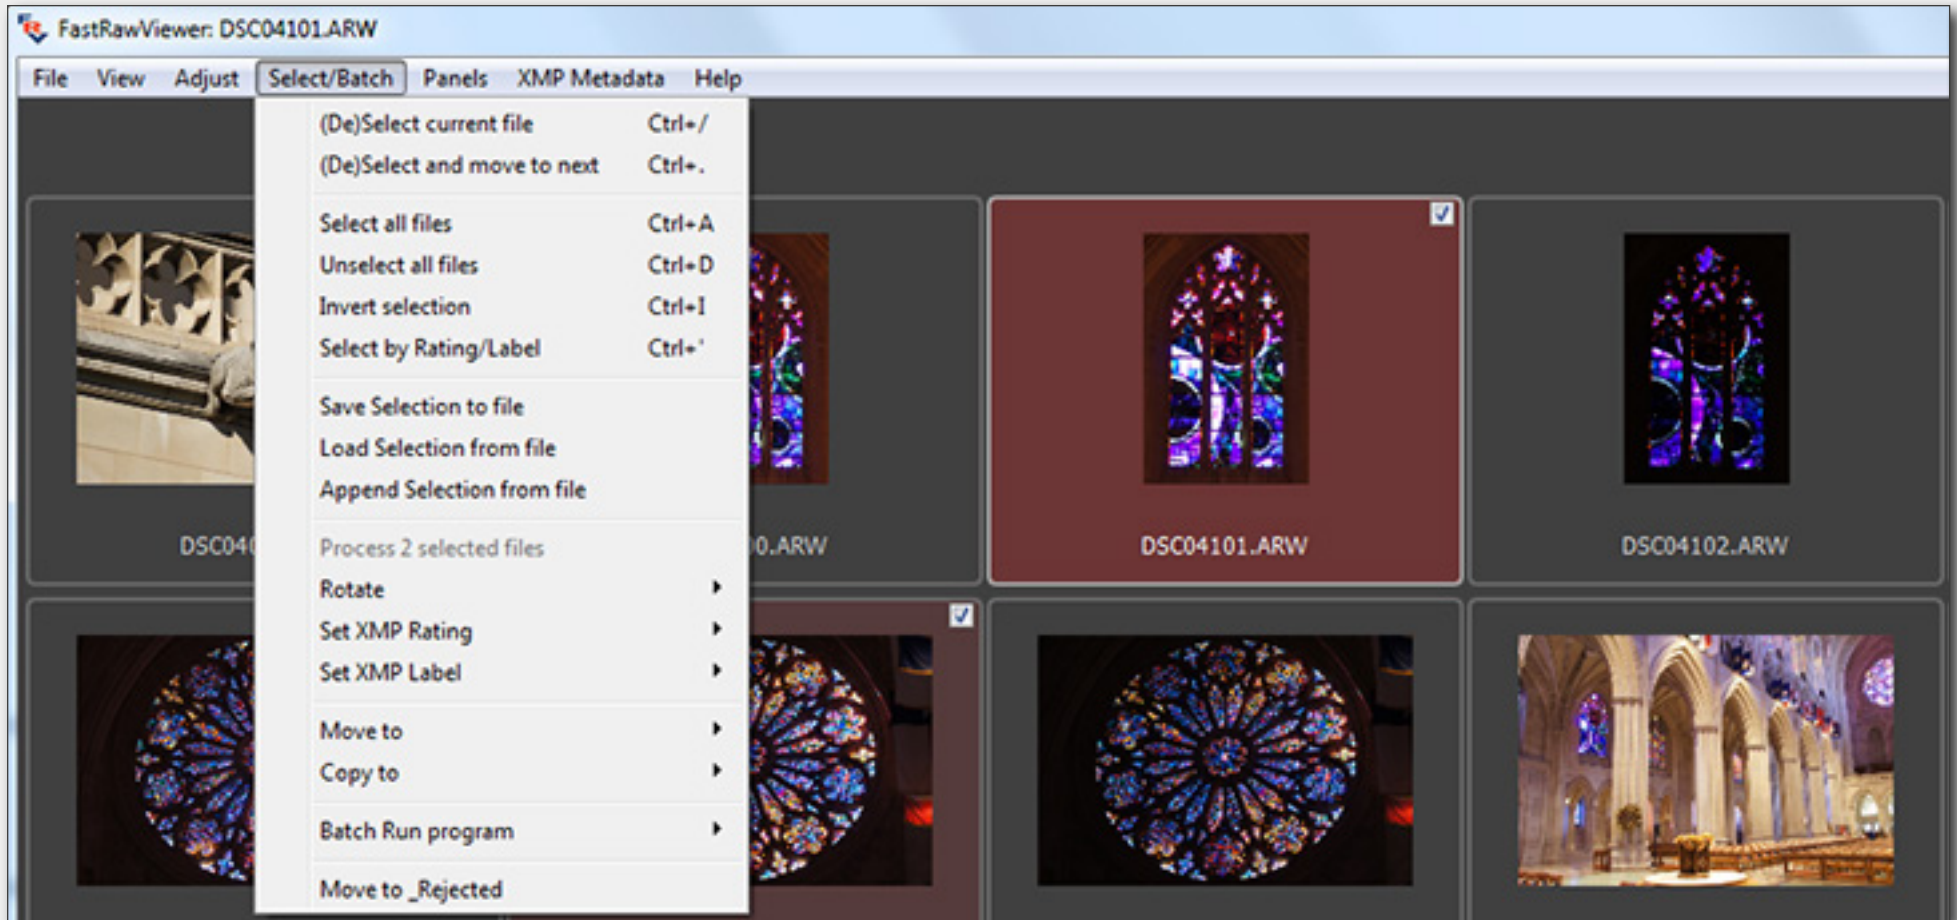 FastRawViewer: DSC04101.ARW
File View Adjust Select/Batch Panels XMP Metadata Help
(De)Select current file Ctrl+/
(De)Select and move to next Ctrl+.
Select all files Ctrl+A
Unselect all files Ctrl+D
Invert selection Ctrl+I
Select by Rating/Label Ctrl+'
Save Selection to file
Load Selection from file
Append Selection from file
Process 2 selected files
Rotate
Set XMP Rating
Set XMP Label
Move to
Copy to
Batch Run program
Move to _Rejected
DSC040 0.ARW DSC04101.ARW DSC04102.ARW